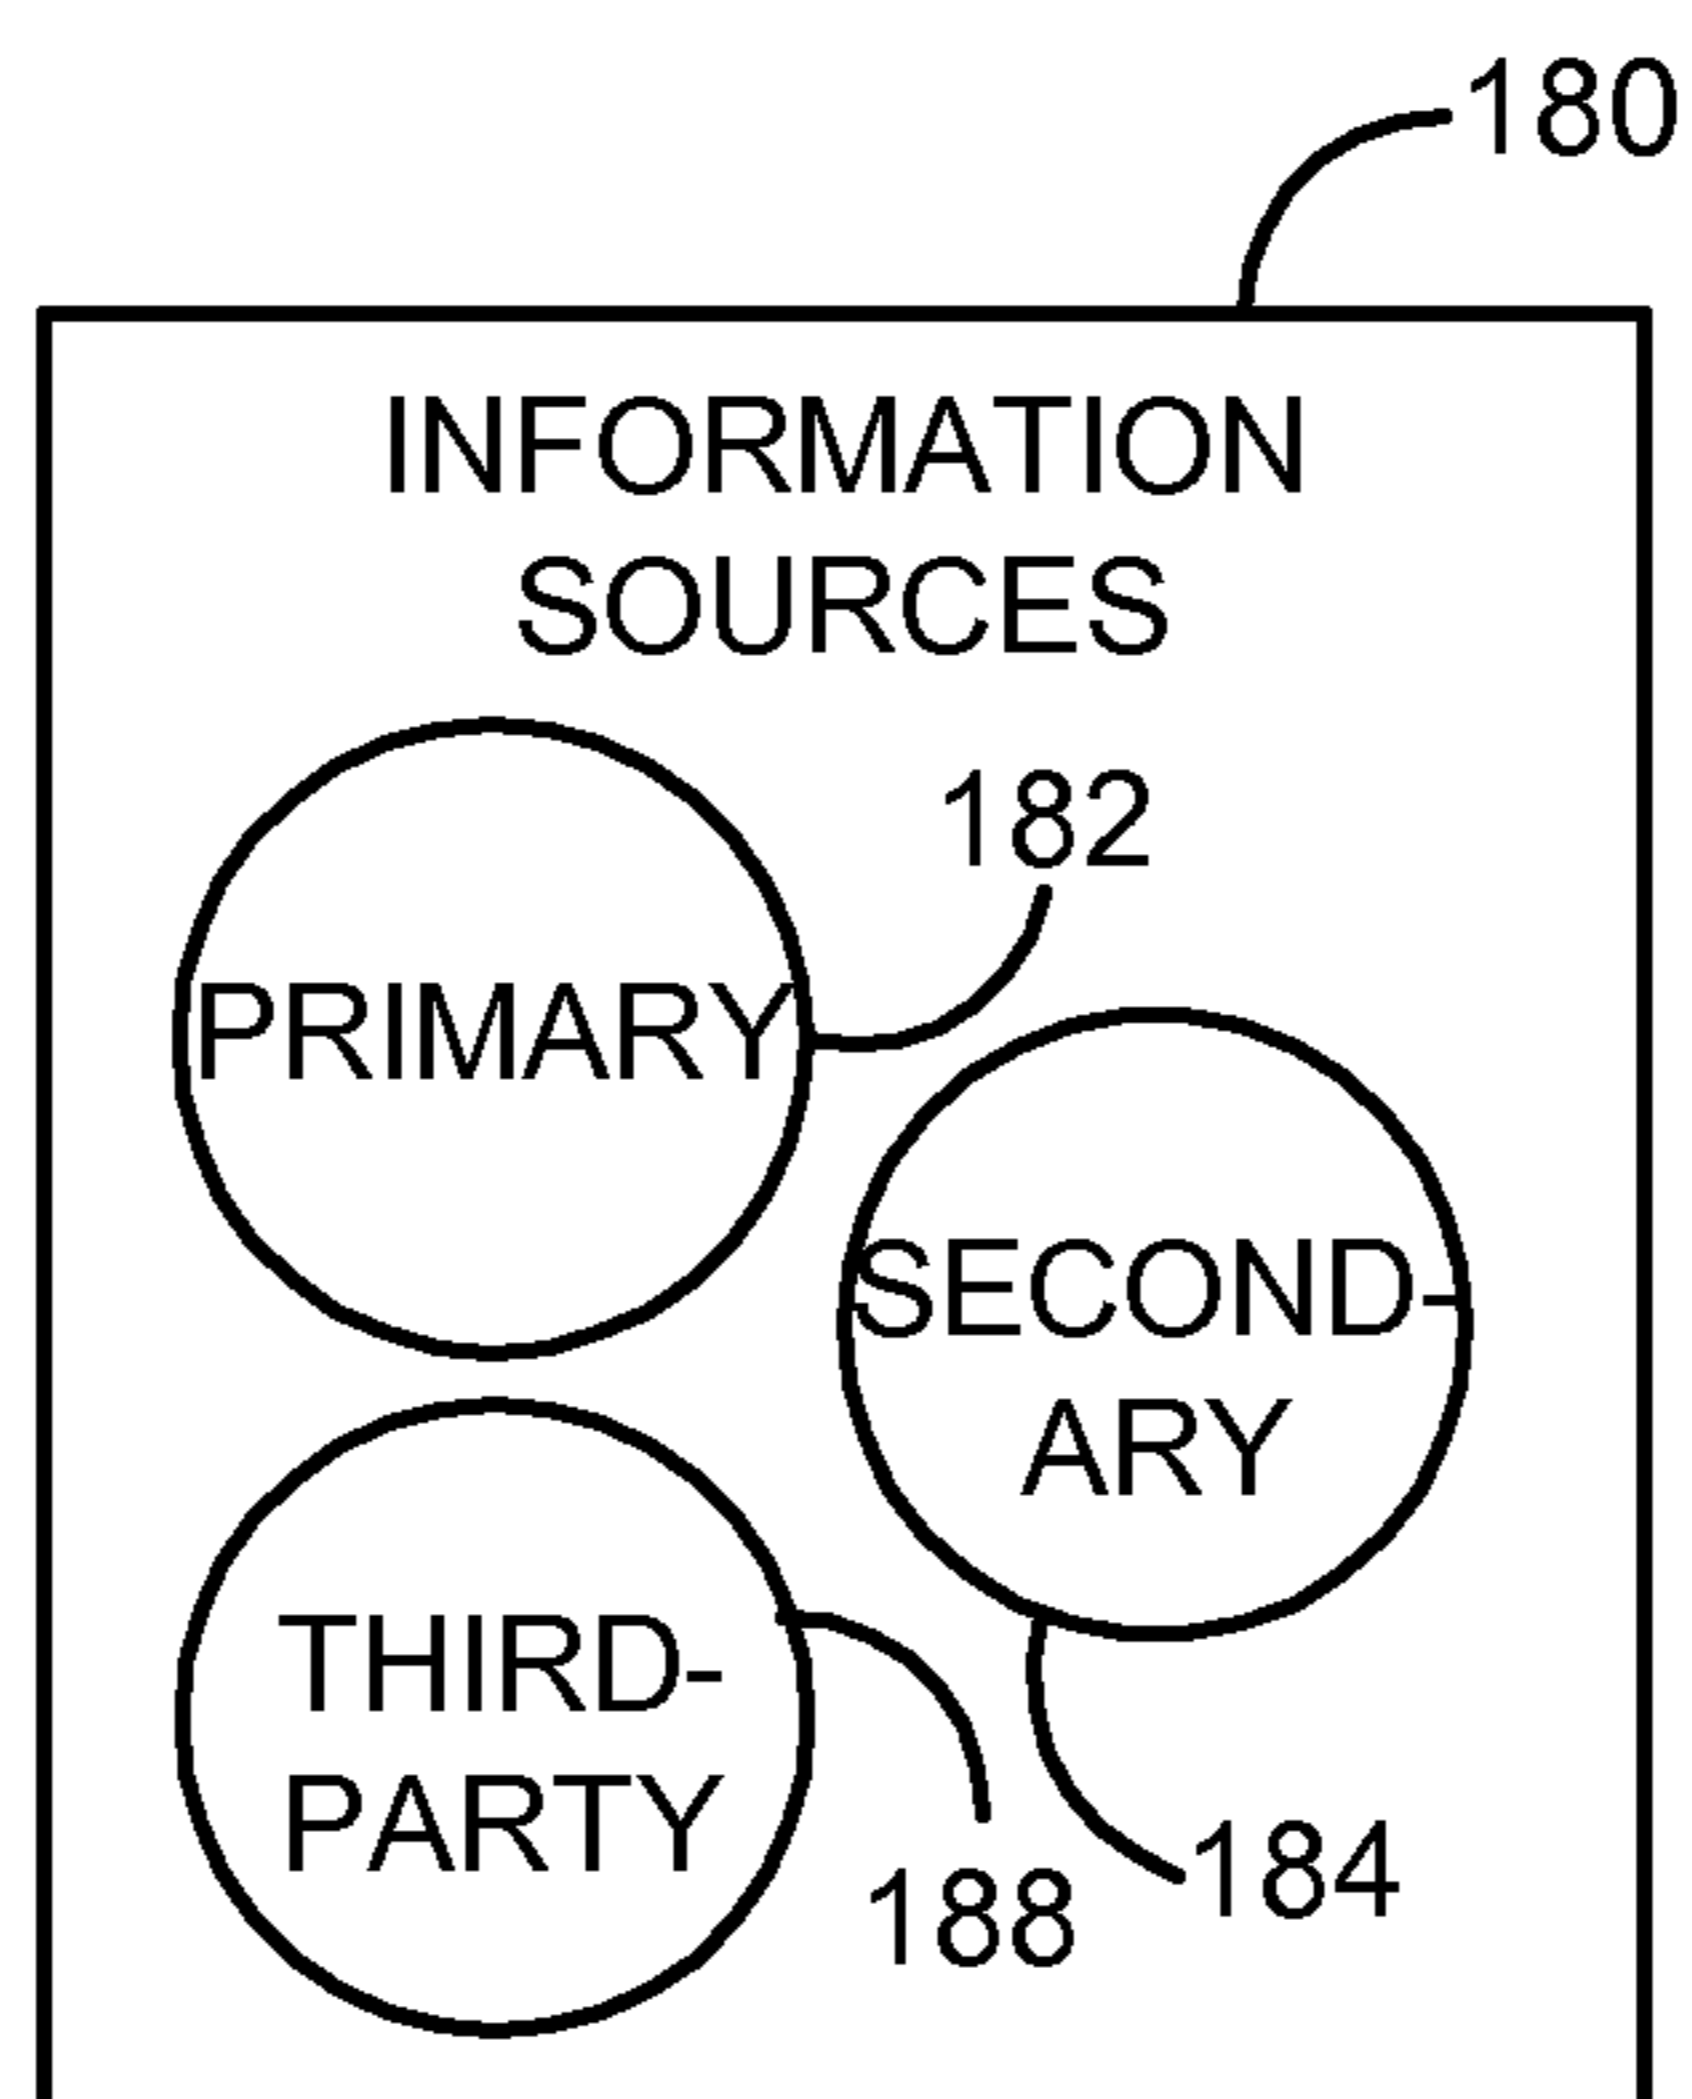 180
INFORMATION
SOURCES
182
PRIMARY
SECOND-
ARY
THIRD-
PARTY
184
188